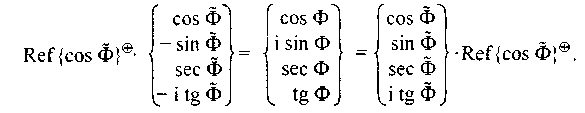 Ref{cos Φ̃}^⊕· {cos Φ̃ / − sin Φ̃ / sec Φ̃ / − i tg Φ̃} = {cos Φ / i sin Φ / sec Φ / tg Φ} = {cos Φ̃ / sin Φ̃ / sec Φ̃ / i tg Φ̃} ·Ref{cos Φ̃}^⊕.